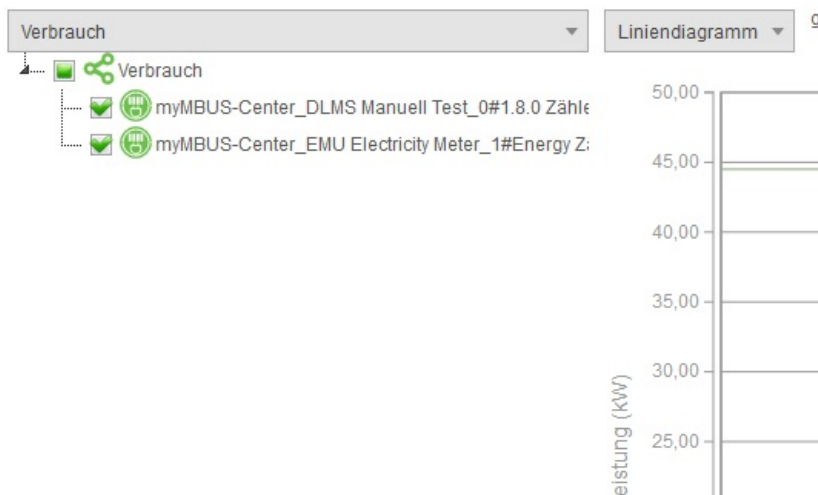 Verbrauch
Liniendiagramm
Verbrauch
myMBUS-Center_DLMS Manuell Test_0#1.8.0
myMBUS-Center_EMU Electricity Meter_1#Energy
50,00
45,00
40,00
35,00
30,00
25,00
(kW)